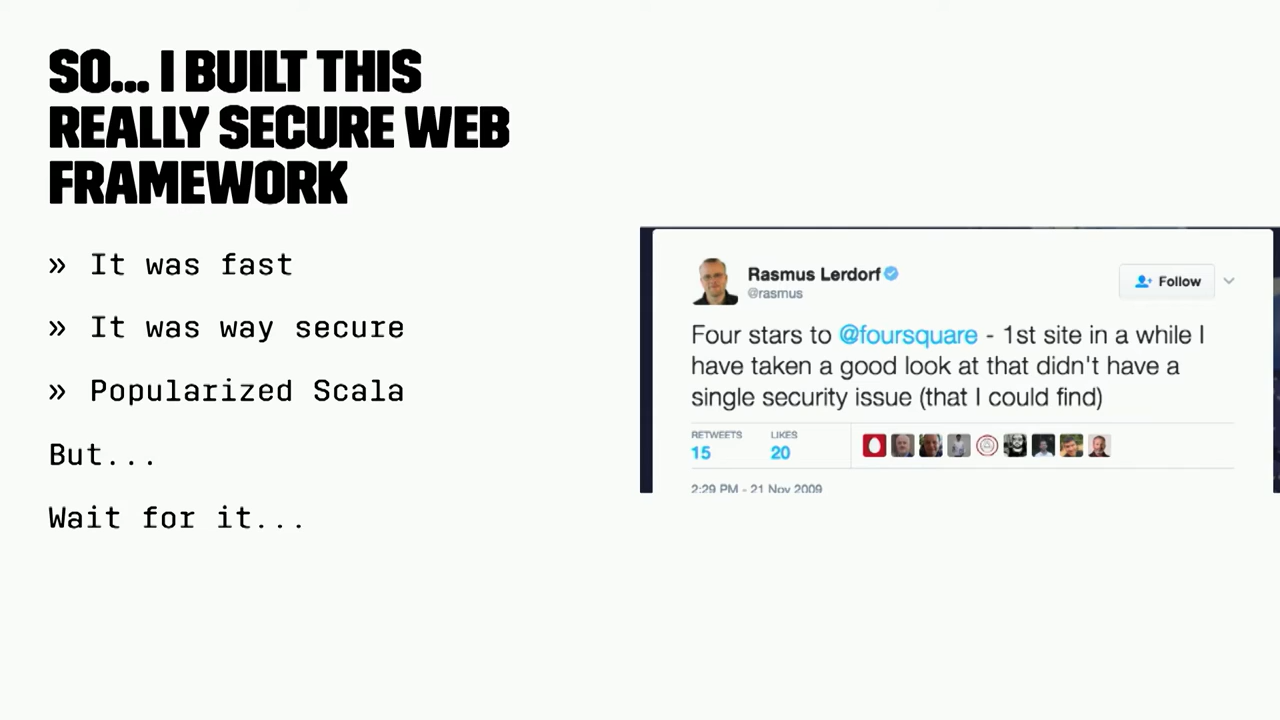 SO... I BUILT THIS
REALLY SECURE WEB
FRAMEWORK
» It was fast
» It was way secure
» Popularized Scala
But...
Wait for it...
Rasmus Lerdorf
@rasmus
Follow
Four stars to @foursquare - 1st site in a while I
have taken a good look at that didn't have a
single security issue (that I could find)
RETWEETS LIKES
15 20
2:29 PM - 21 Nov 2009